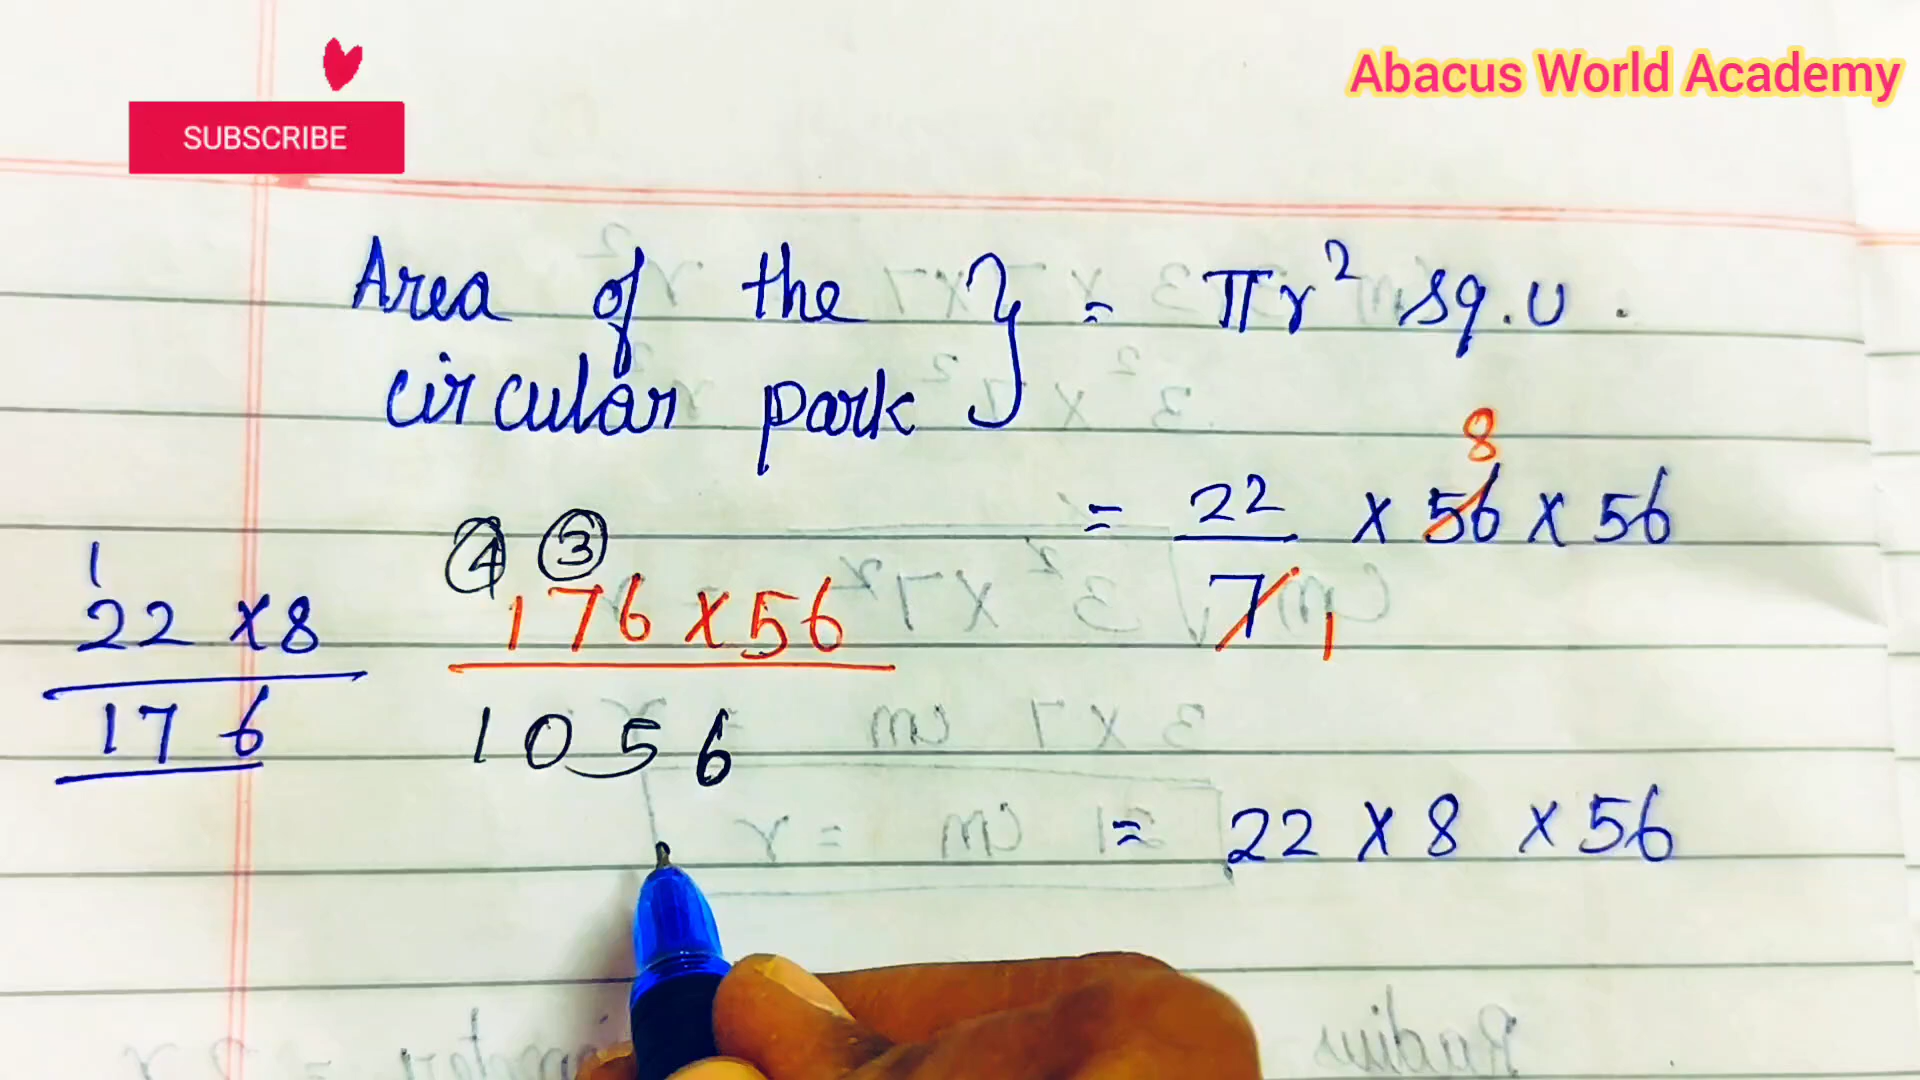 SUBSCRIBE
Abacus World Academy
Area of the } = πr² sq.u.
circular park
= 22/7 × 56 × 56
8
1
④ ③
1
22 × 8
176 × 56
176
1056
= 22 × 8 × 56